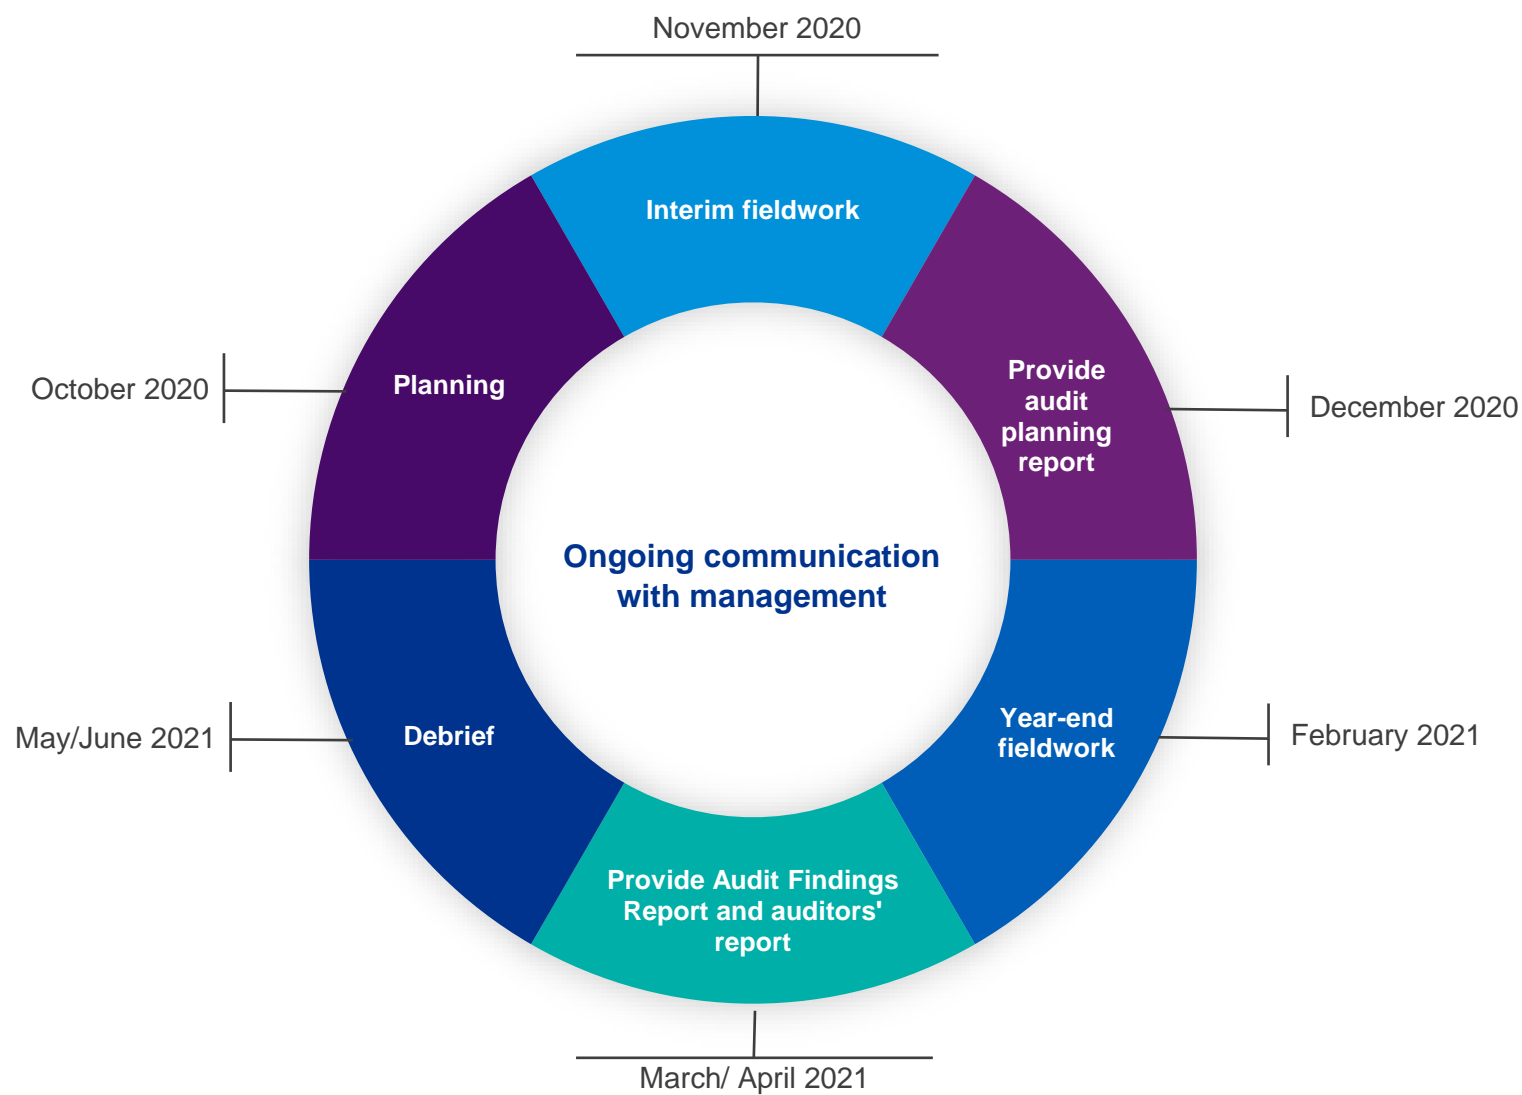 November 2020
Interim fieldwork
Provide
audit
planning
report
December 2020
October 2020
Planning
Ongoing communication
with management
Year-end
fieldwork
February 2021
May/June 2021
Debrief
Provide Audit Findings
Report and auditors'
report
March/ April 2021